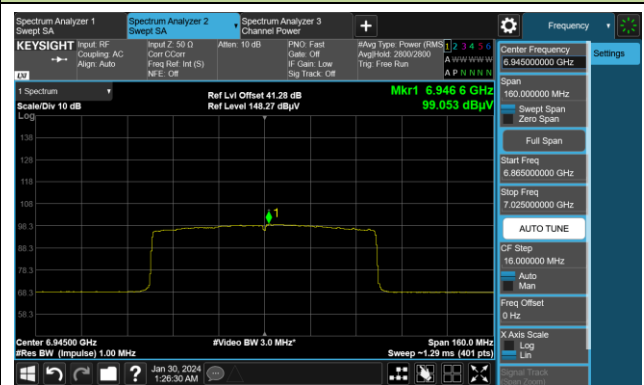 Spectrum Analyzer 1
Swept SA
Spectrum Analyzer 2
Swept SA
Spectrum Analyzer 3
Channel Power
Frequency
KEYSIGHT
Input: RF
Coupling: AC
Align: Auto
Input Z: 50 Ω
Corr CCorr
Freq Ref: Int (S)
NFE: Off
Atten: 10 dB
PNO: Fast
Gate: Off
IF Gain: Low
Sig Track: Off
#Avg Type: Power (RMS
Avg|Hold: 2800/2800
Trig: Free Run
1 2 3 4 5 6
A W W W W W
A P N N N N
LXI
1 Spectrum
Scale/Div 10 dB
Log
Ref Lvl Offset 41.28 dB
Ref Level 148.27 dBµV
Mkr1 6.946 6 GHz
99.053 dBµV
138
128
118
108
98.3
88.3
78.3
68.3
58.3
1
Center 6.94500 GHz
#Res BW (Impulse) 1.00 MHz
#Video BW 3.0 MHz*
Span 160.0 MHz
Sweep ~1.29 ms (401 pts)
Jan 30, 2024
1:26:30 AM
Center Frequency
6.945000000 GHz
Settings
Span
160.000000 MHz
Swept Span
Zero Span
Full Span
Start Freq
6.865000000 GHz
Stop Freq
7.025000000 GHz
AUTO TUNE
CF Step
16.000000 MHz
Auto
Man
Freq Offset
0 Hz
X Axis Scale
Log
Lin
Signal Track
(Span Zoom)